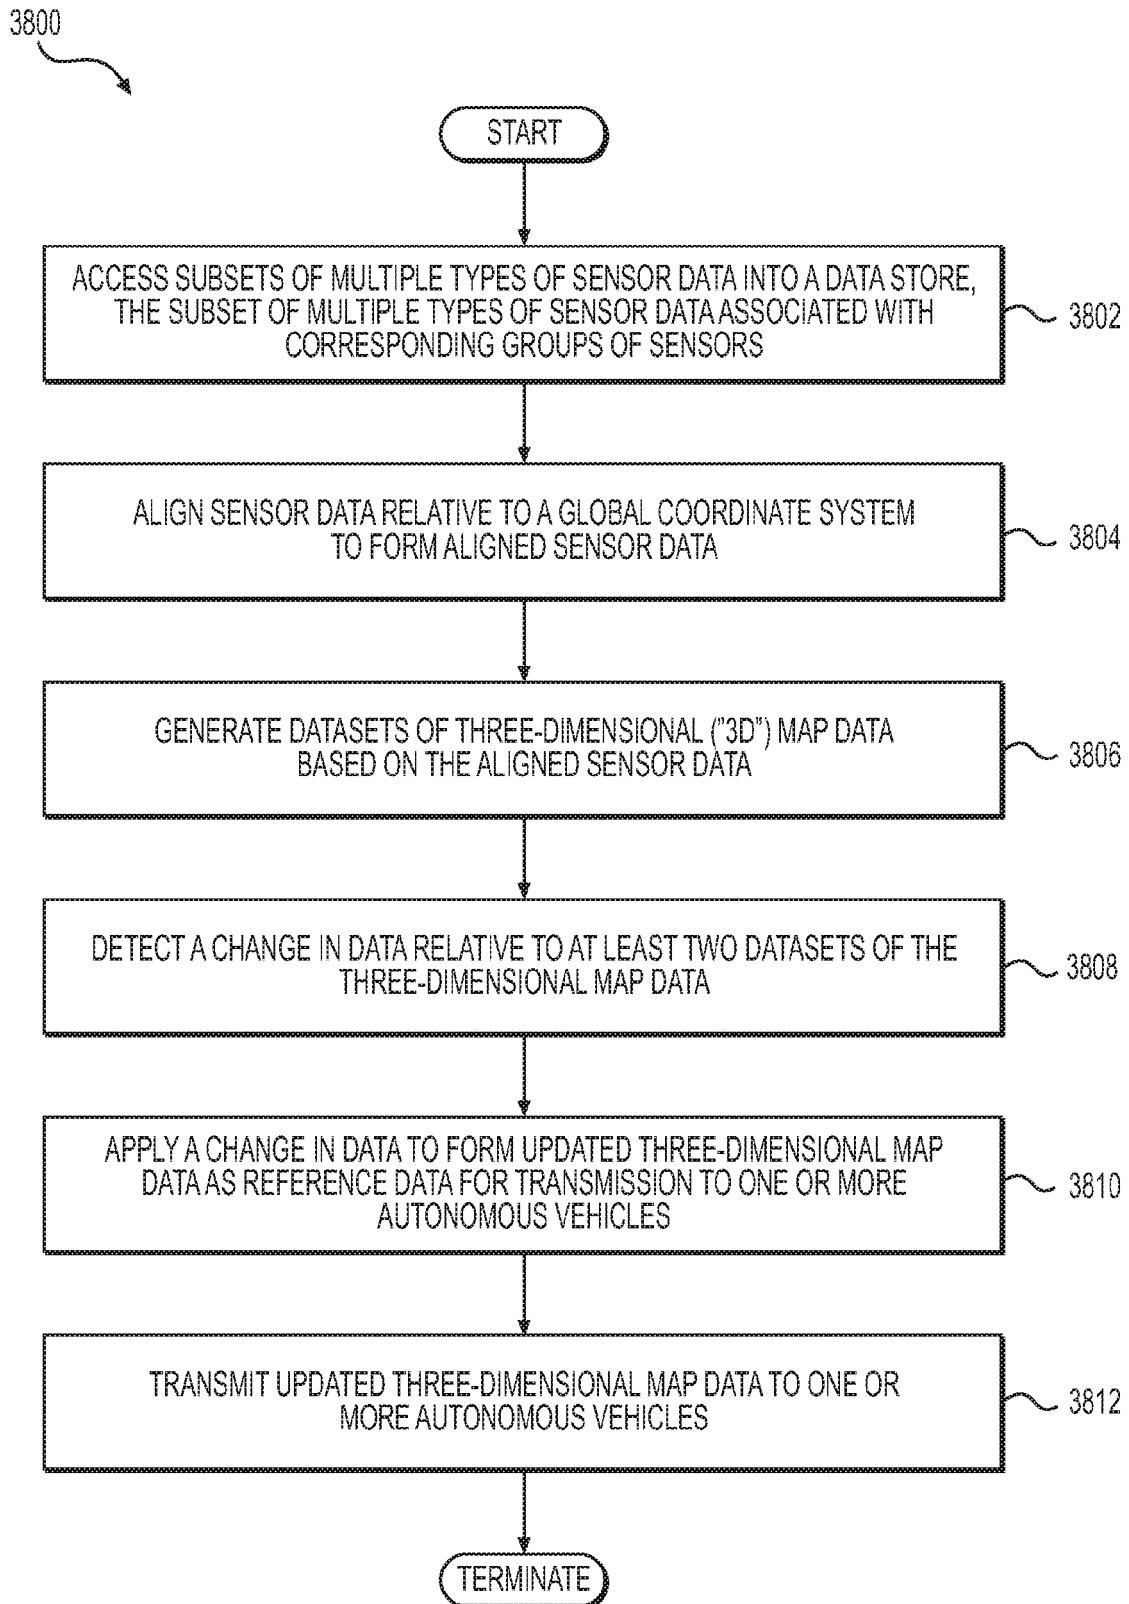 3800
START
ACCESS SUBSETS OF MULTIPLE TYPES OF SENSOR DATA INTO A DATA STORE,
THE SUBSET OF MULTIPLE TYPES OF SENSOR DATA ASSOCIATED WITH
CORRESPONDING GROUPS OF SENSORS
3802
ALIGN SENSOR DATA RELATIVE TO A GLOBAL COORDINATE SYSTEM
TO FORM ALIGNED SENSOR DATA
3804
GENERATE DATASETS OF THREE-DIMENSIONAL ("3D") MAP DATA
BASED ON THE ALIGNED SENSOR DATA
3806
DETECT A CHANGE IN DATA RELATIVE TO AT LEAST TWO DATASETS OF THE
THREE-DIMENSIONAL MAP DATA
3808
APPLY A CHANGE IN DATA TO FORM UPDATED THREE-DIMENSIONAL MAP
DATA AS REFERENCE DATA FOR TRANSMISSION TO ONE OR MORE
AUTONOMOUS VEHICLES
3810
TRANSMIT UPDATED THREE-DIMENSIONAL MAP DATA TO ONE OR
MORE AUTONOMOUS VEHICLES
3812
TERMINATE